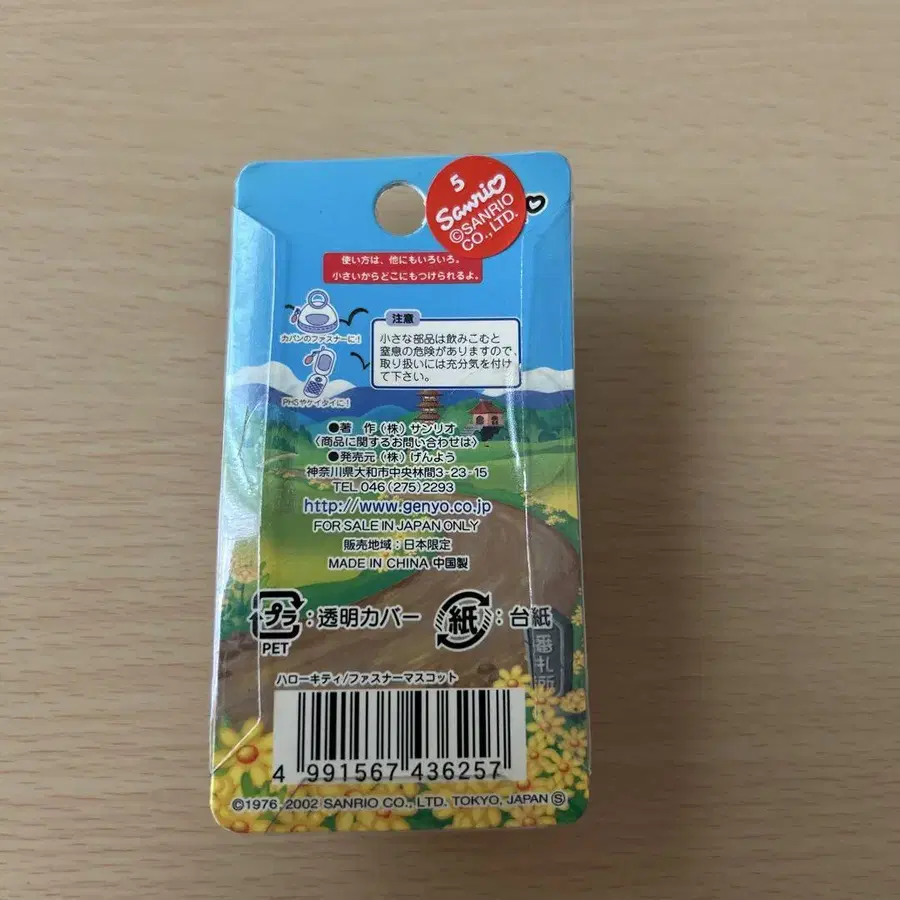 5
Sanrio
©SANRIO
CO.,LTD.
使い方は、他にもいろいろ。
小さいからどこにもつけられるよ。
カバンのファスナーに!
PHSやケイタイに!
注意
小さな部品は飲みこむと
窒息の危険がありますので、
取り扱いには充分気を付け
て下さい。
●著 作(株)サンリオ
〈商品に関するお問い合わせは〉
●発売元(株)げんよう
神奈川県大和市中央林間3-23-15
TEL 046(275)2293
http://www.genyo.co.jp
FOR SALE IN JAPAN ONLY
販売地域:日本限定
MADE IN CHINA 中国製
プラ:透明カバー
PET
紙:台紙
番札所
ハローキティ/ファスナーマスコット
4 991567 436257
©1976, 2002 SANRIO CO., LTD. TOKYO, JAPAN Ⓢ